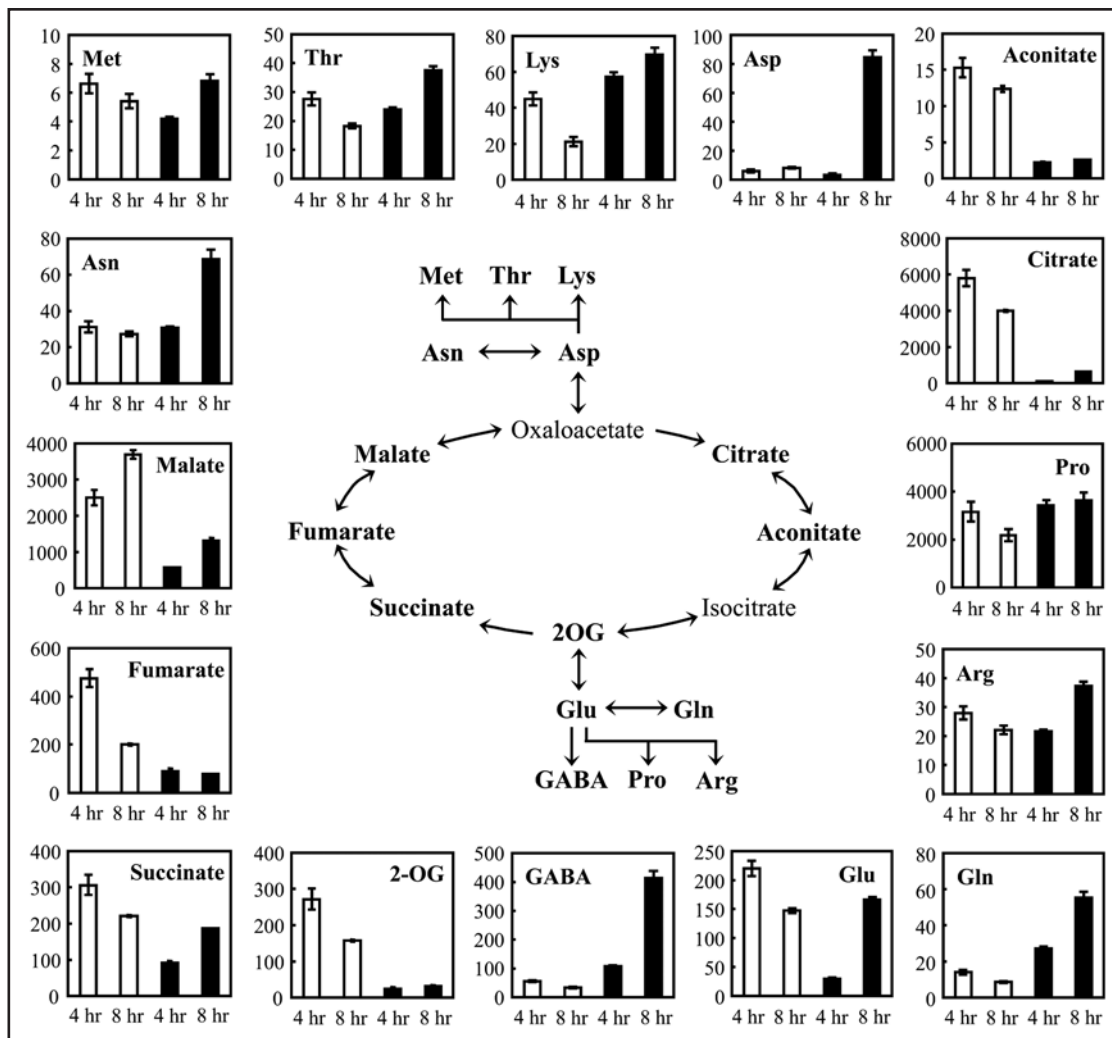 Met
10
8
6
4
2
0
4 hr 8 hr 4 hr 8 hr
Thr
50
40
30
20
10
0
4 hr 8 hr 4 hr 8 hr
Lys
80
60
40
20
0
4 hr 8 hr 4 hr 8 hr
Asp
100
80
60
40
20
0
4 hr 8 hr 4 hr 8 hr
Aconitate
20
15
10
5
0
4 hr 8 hr 4 hr 8 hr
Asn
80
60
40
20
0
4 hr 8 hr 4 hr 8 hr
Met Thr Lys
Asn Asp
Oxaloacetate
Malate Citrate
Fumarate Aconitate
Succinate Isocitrate
2OG
Glu Gln
GABA Pro Arg
Citrate
8000
6000
4000
2000
0
4 hr 8 hr 4 hr 8 hr
Malate
4000
3000
2000
1000
0
4 hr 8 hr 4 hr 8 hr
Pro
6000
4000
2000
0
4 hr 8 hr 4 hr 8 hr
Fumarate
600
400
200
0
4 hr 8 hr 4 hr 8 hr
Arg
50
40
30
20
10
0
4 hr 8 hr 4 hr 8 hr
Succinate
400
300
200
100
0
4 hr 8 hr 4 hr 8 hr
2-OG
400
300
200
100
0
4 hr 8 hr 4 hr 8 hr
GABA
500
400
300
200
100
0
4 hr 8 hr 4 hr 8 hr
Glu
250
200
150
100
50
0
4 hr 8 hr 4 hr 8 hr
Gln
80
60
40
20
0
4 hr 8 hr 4 hr 8 hr